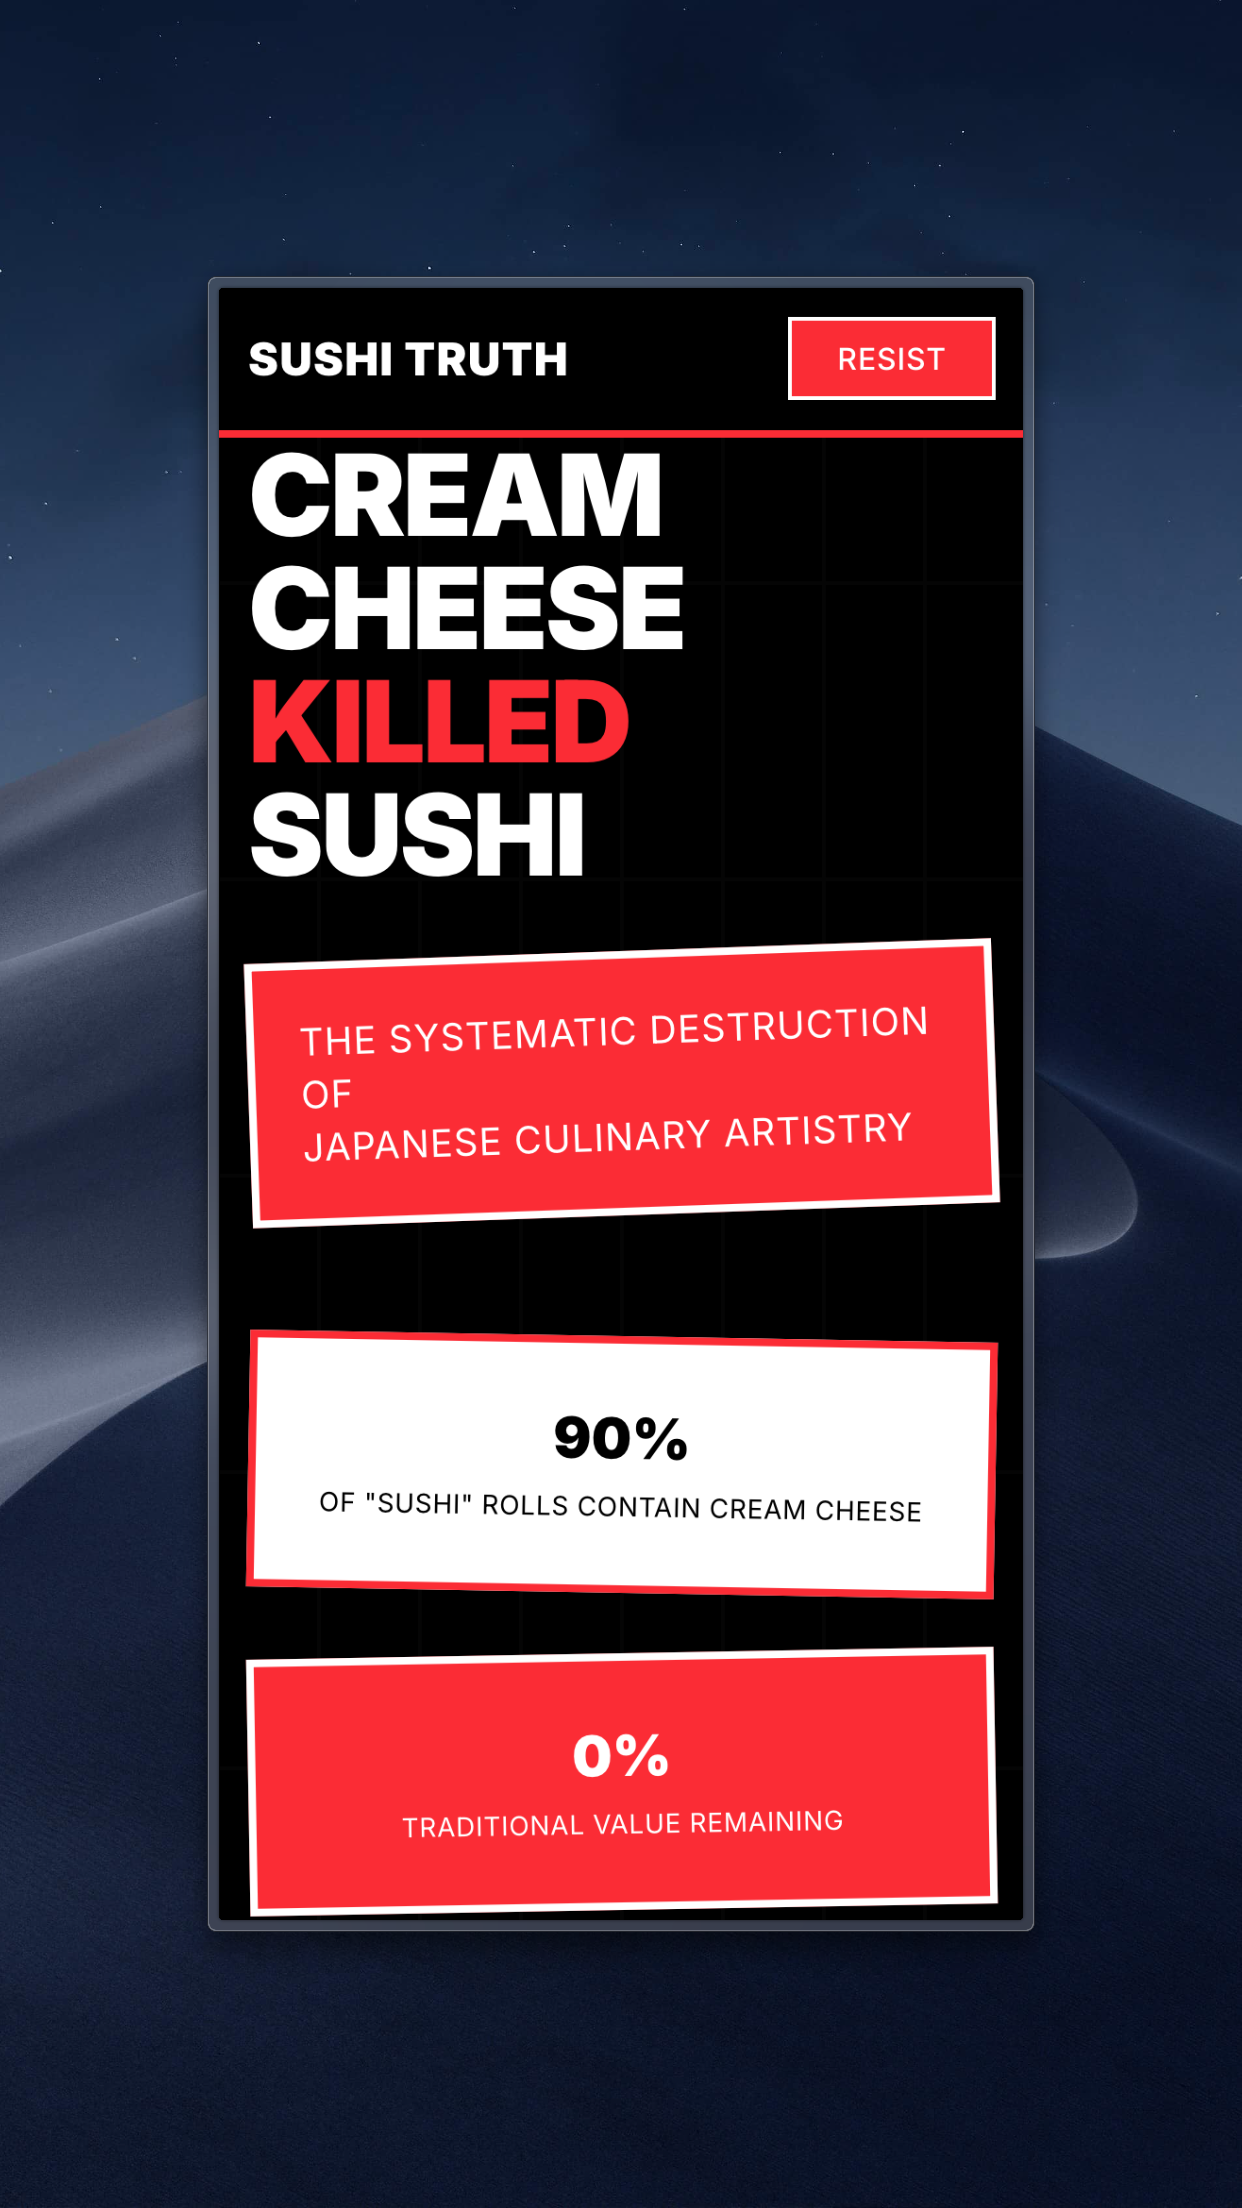 SUSHI TRUTH
RESIST
CREAM
CHEESE
KILLED
SUSHI
THE SYSTEMATIC DESTRUCTION
OF
JAPANESE CULINARY ARTISTRY
90%
OF "SUSHI" ROLLS CONTAIN CREAM CHEESE
0%
TRADITIONAL VALUE REMAINING